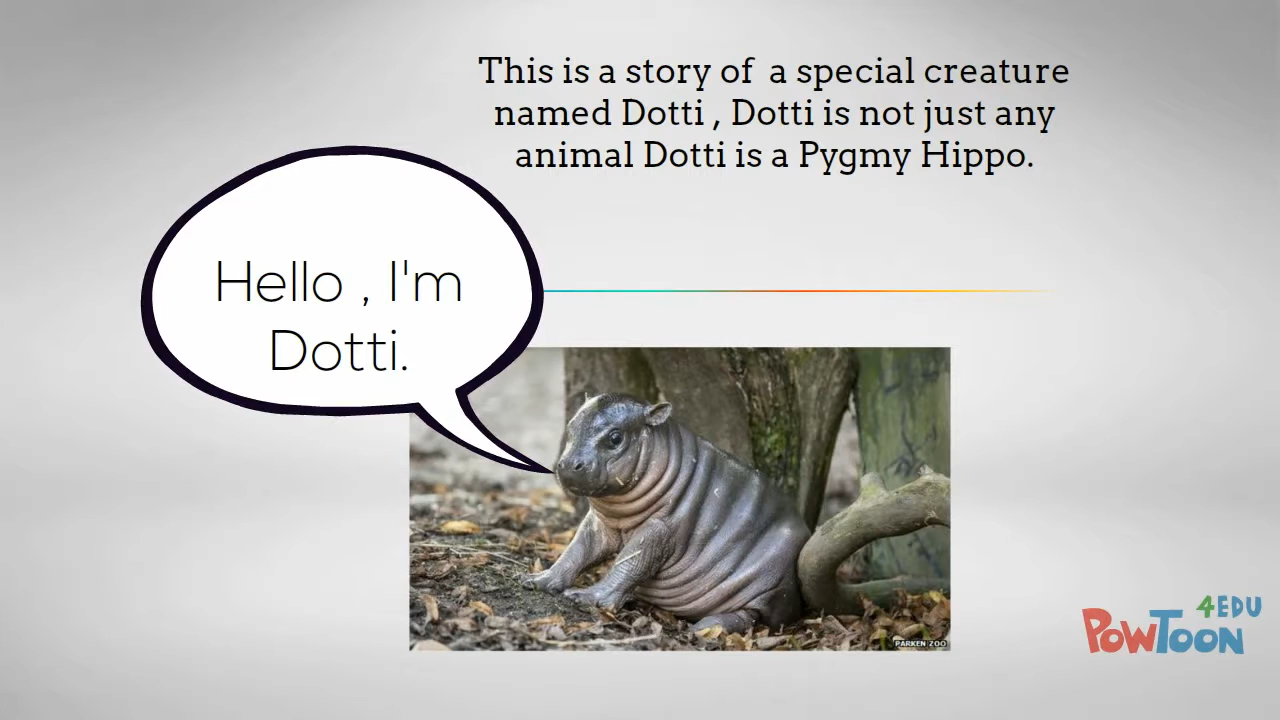 This is a story of  a special creature
named Dotti , Dotti is not just any
animal Dotti is a Pygmy Hippo.
Hello , I'm
Dotti.
PARKEN ZOO
4EDU
POWTOON